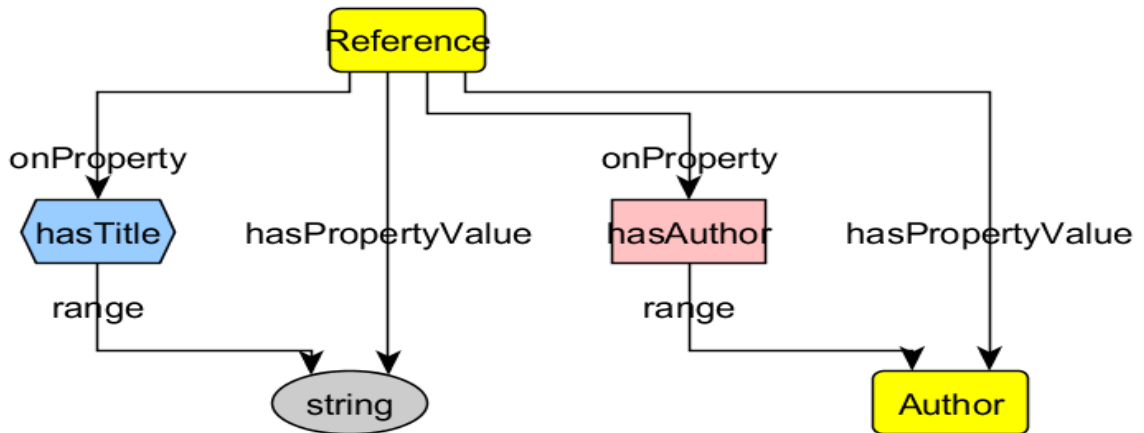 Reference
onProperty
onProperty
hasTitle
hasPropertyValue
hasAuthor
hasPropertyValue
range
range
string
Author